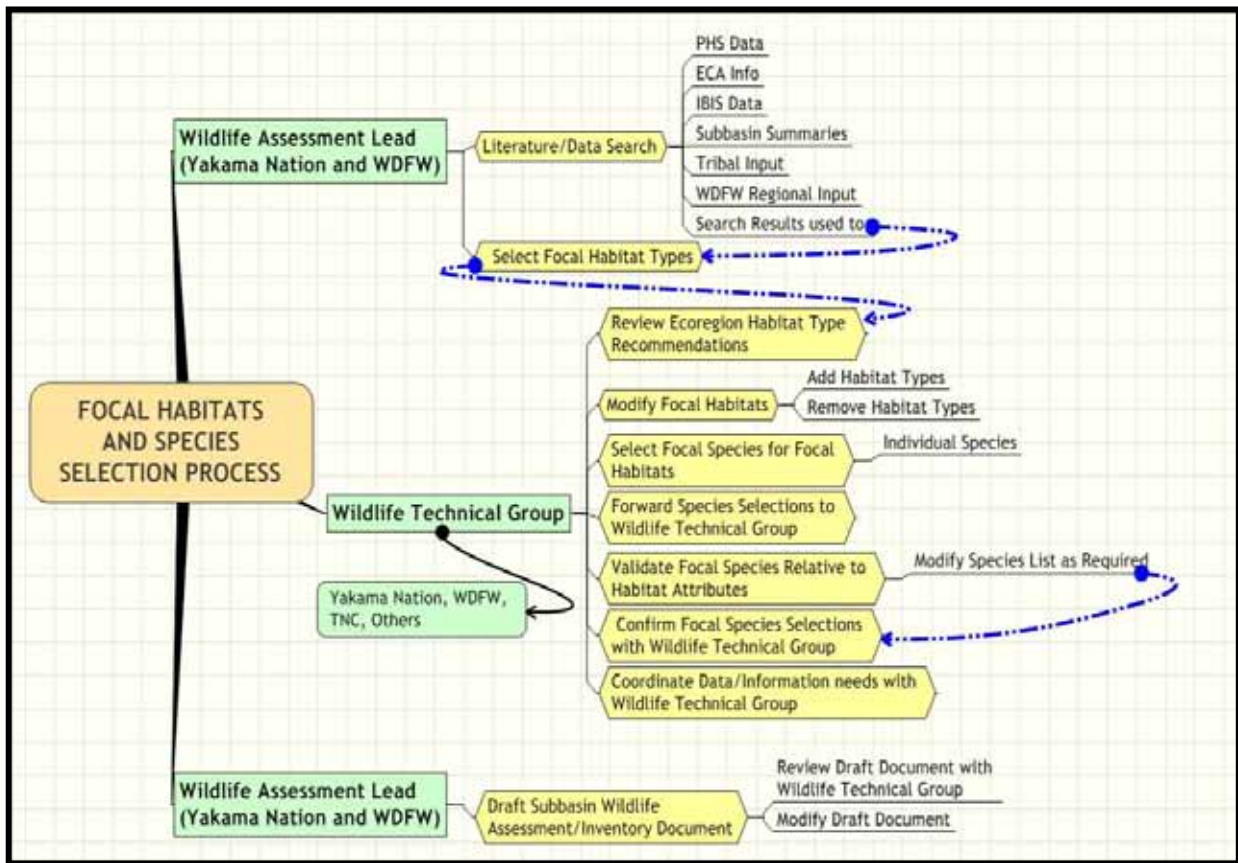 PHS Data
ECA Info
IBIS Data
Subbasin Summaries
Tribal Input
WDFW Regional Input
Search Results used to
Wildlife Assessment Lead
(Yakama Nation and WDFW)
Literature/Data Search
Select Focal Habitat Types
FOCAL HABITATS
AND SPECIES
SELECTION PROCESS
Wildlife Technical Group
Yakama Nation, WDFW,
TNC, Others
Review Ecoregion Habitat Type
Recommendations
Modify Focal Habitats
Add Habitat Types
Remove Habitat Types
Select Focal Species for Focal
Habitats
Individual Species
Forward Species Selections to
Wildlife Technical Group
Validate Focal Species Relative to
Habitat Attributes
Modify Species List as Required
Confirm Focal Species Selections
with Wildlife Technical Group
Coordinate Data/Information needs with
Wildlife Technical Group
Wildlife Assessment Lead
(Yakama Nation and WDFW)
Draft Subbasin Wildlife
Assessment/Inventory Document
Review Draft Document with
Wildlife Technical Group
Modify Draft Document